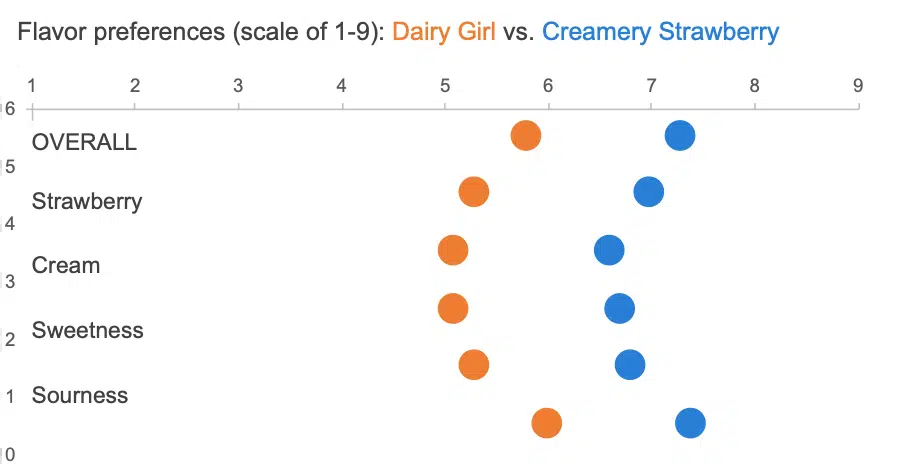 Flavor preferences (scale of 1-9): Dairy Girl vs. Creamery Strawberry
1 2 3 4 5 6 7 8 9
6
OVERALL
5
Strawberry
4
Cream
3
Sweetness
2
1 Sourness
0